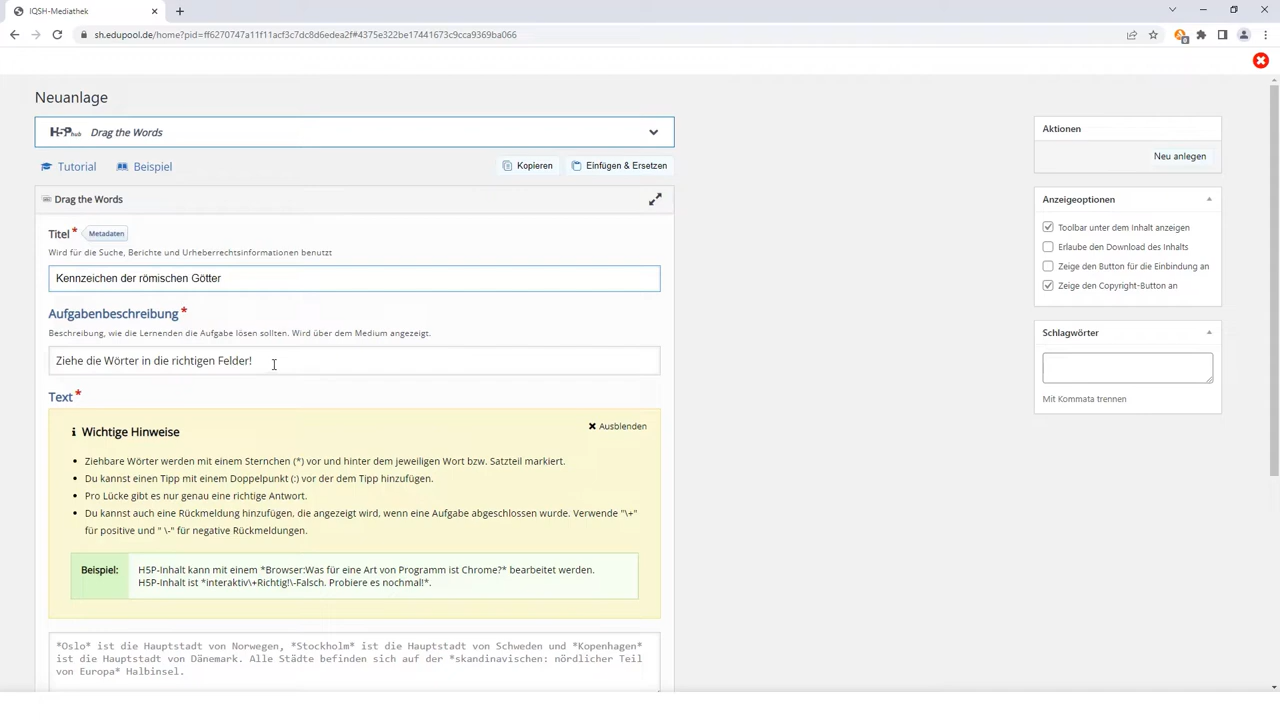 IQSH-Mediathek
sh.edupool.de/home?pid=ff6270747a11f11acf3c7dc8d6edea2f#4375e322be17441673c9cca9369ba066
Neuanlage
H5P hub Drag the Words
Tutorial Beispiel Kopieren Einfügen & Ersetzen
Drag the Words
Titel* Metadaten
Wird für die Suche, Berichte und Urheberrechtsinformationen benutzt
Kennzeichen der römischen Götter
Aufgabenbeschreibung *
Beschreibung, wie die Lernenden die Aufgabe lösen sollten. Wird über dem Medium angezeigt.
Ziehe die Wörter in die richtigen Felder!
Text *
Wichtige Hinweise
Ausblenden
Ziehbare Wörter werden mit einem Sternchen (*) vor und hinter dem jeweiligen Wort bzw. Satzteil markiert.
Du kannst einen Tipp mit einem Doppelpunkt (:) vor der dem Tipp hinzufügen.
Pro Lücke gibt es nur genau eine richtige Antwort.
Du kannst auch eine Rückmeldung hinzufügen, die angezeigt wird, wenn eine Aufgabe abgeschlossen wurde. Verwende "\+"
für positive und " \-" für negative Rückmeldungen.
Beispiel: H5P-Inhalt kann mit einem *Browser:Was für eine Art von Programm ist Chrome?* bearbeitet werden.
H5P-Inhalt ist *interaktiv\+Richtig!\-Falsch. Probiere es nochmal!*.
*Oslo* ist die Hauptstadt von Norwegen, *Stockholm* ist die Hauptstadt von Schweden und *Kopenhagen*
ist die Hauptstadt von Dänemark. Alle Städte befinden sich auf der *skandinavischen: nördlicher Teil
von Europa* Halbinsel.
Aktionen
Neu anlegen
Anzeigeoptionen
Toolbar unter dem Inhalt anzeigen
Erlaube den Download des Inhalts
Zeige den Button für die Einbindung an
Zeige den Copyright-Button an
Schlagwörter
Mit Kommata trennen